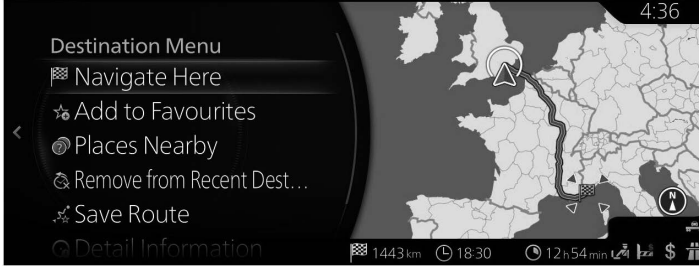 4:36
Destination Menu
Navigate Here
Add to Favourites
Places Nearby
Remove from Recent Dest...
Save Route
Detail Information
1443 km 18:30 12 h 54 min $
N